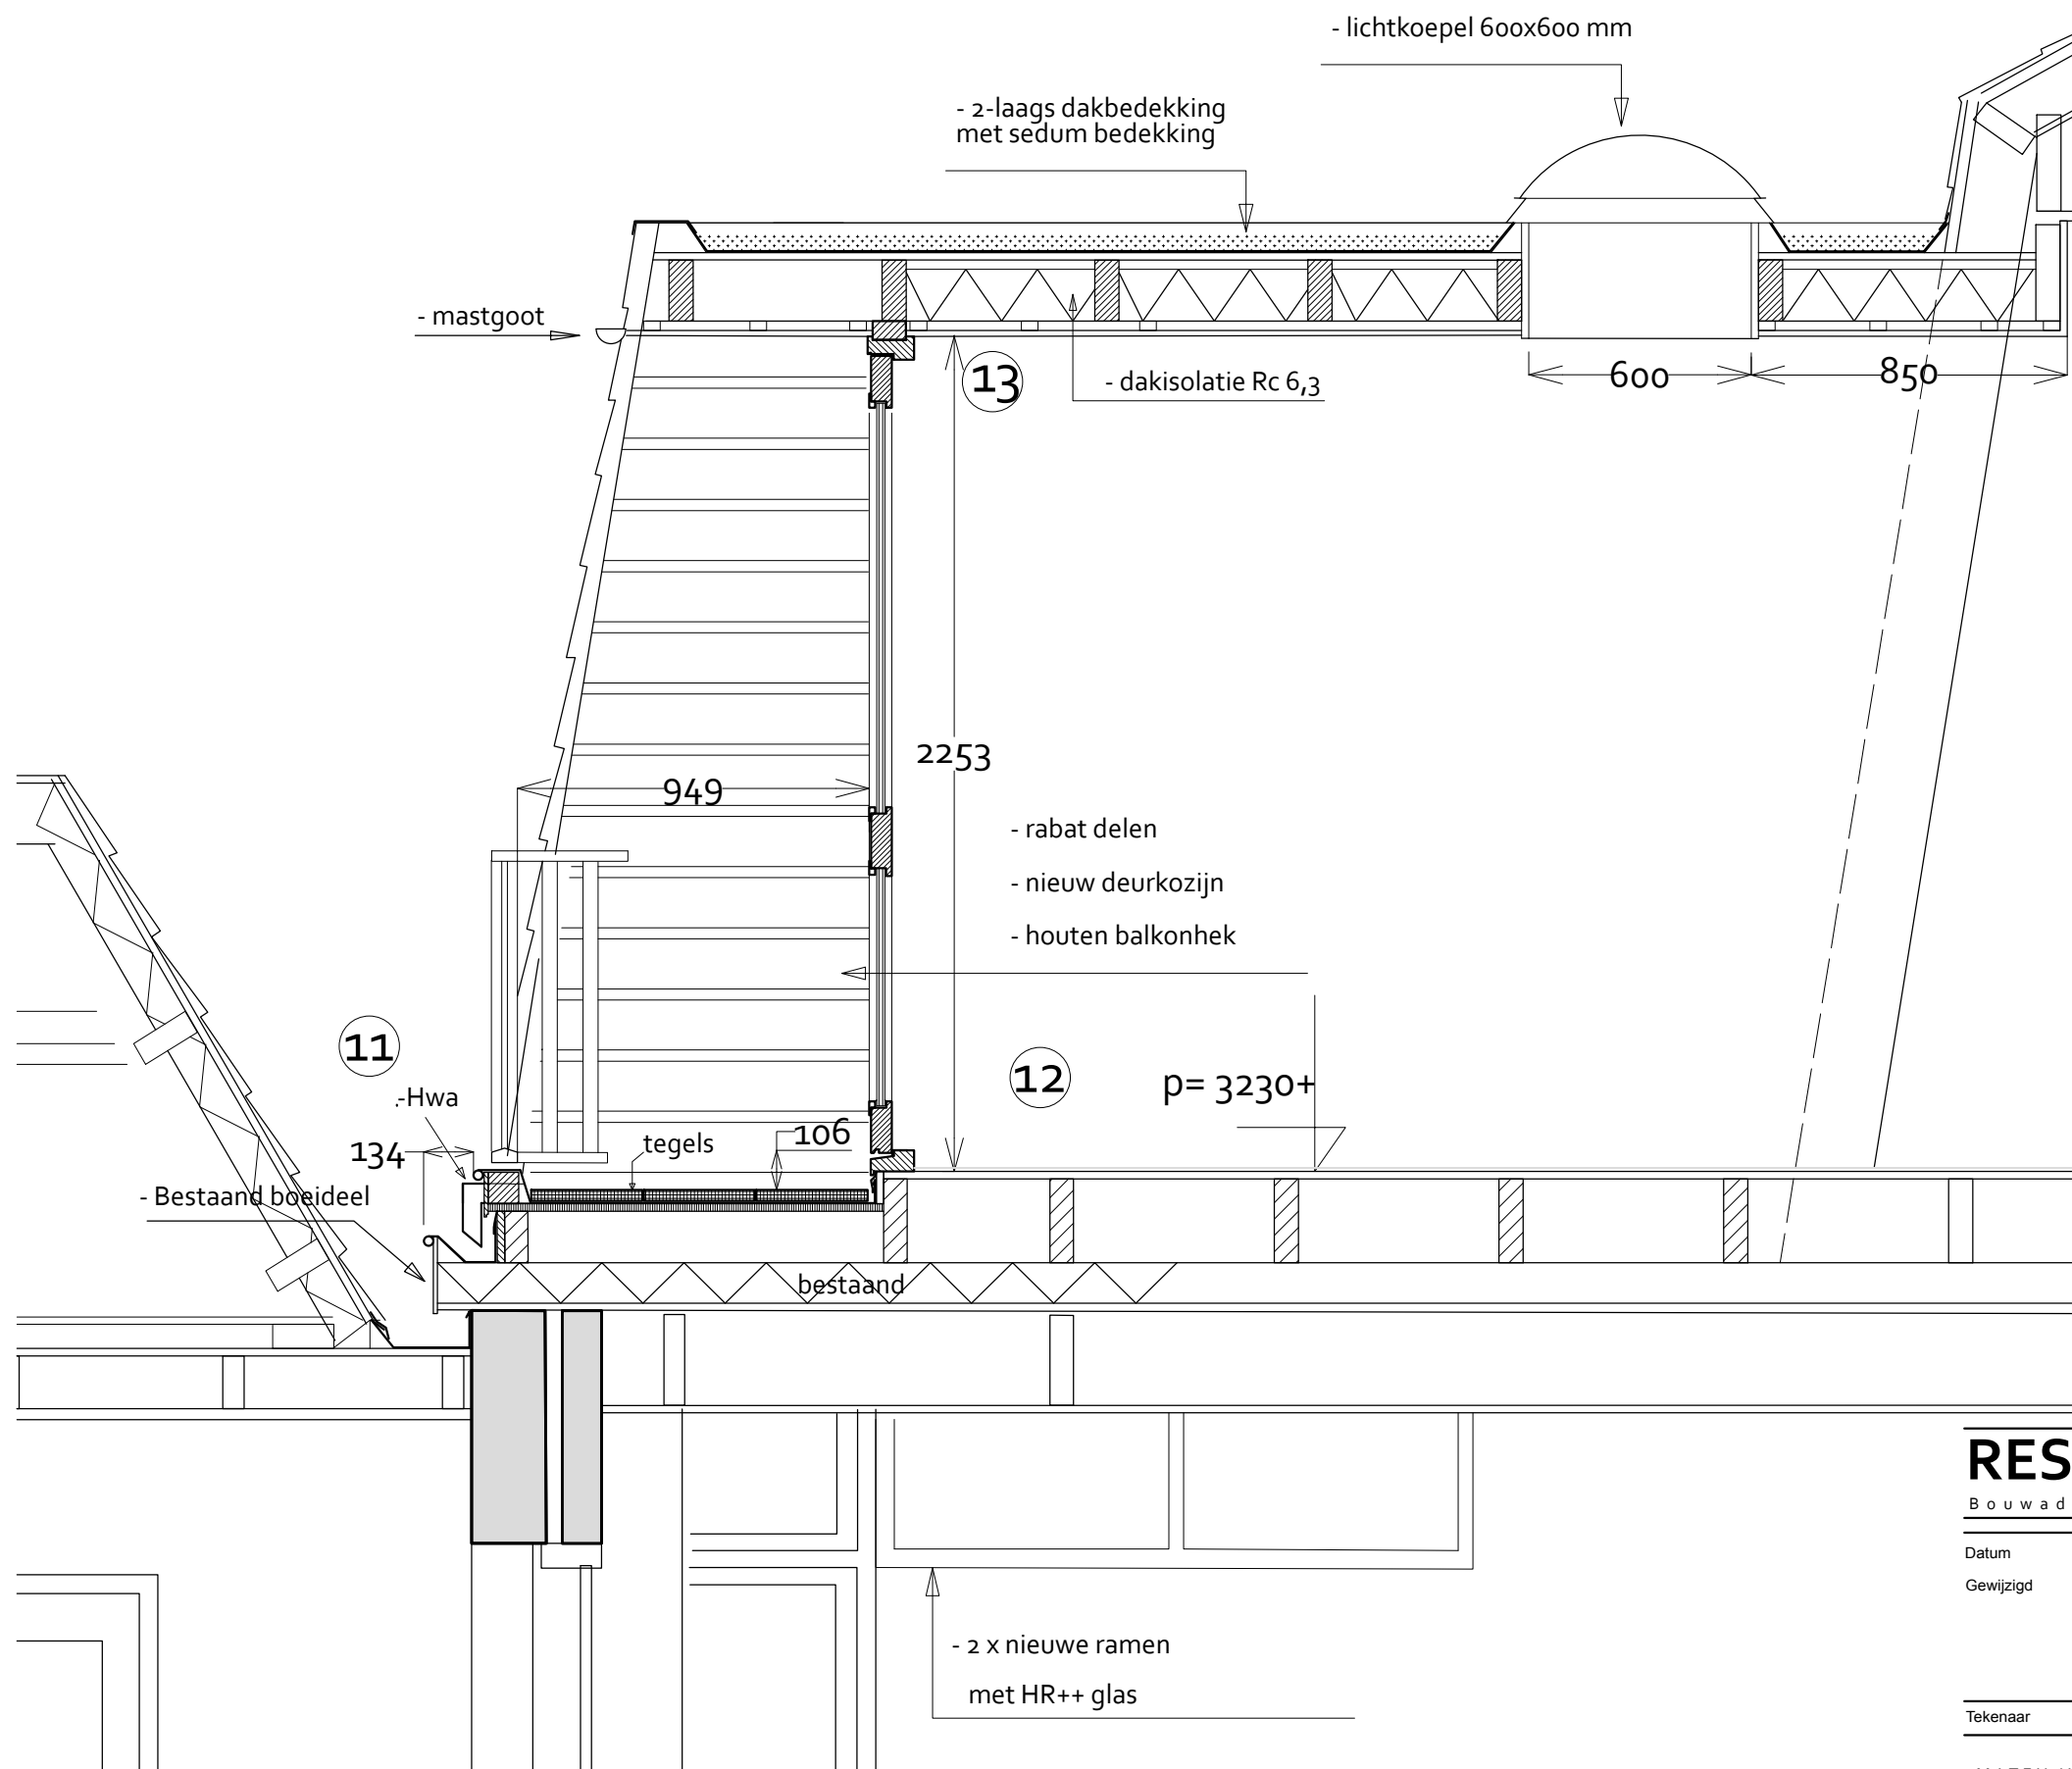 - lichtkoepel 600x600 mm
- 2-laags dakbedekking
met sedum bedekking
- mastgoot
13
- dakisolatie Rc 6,3
600
850
2253
949
- rabat delen
- nieuw deurkozijn
- houten balkonhek
11
12
p= 3230+
.-Hwa
134
tegels
106
- Bestaand boeideel
bestaand
RES
Bouwad
Datum
Gewijzigd
- 2 x nieuwe ramen
met HR++ glas
Tekenaar